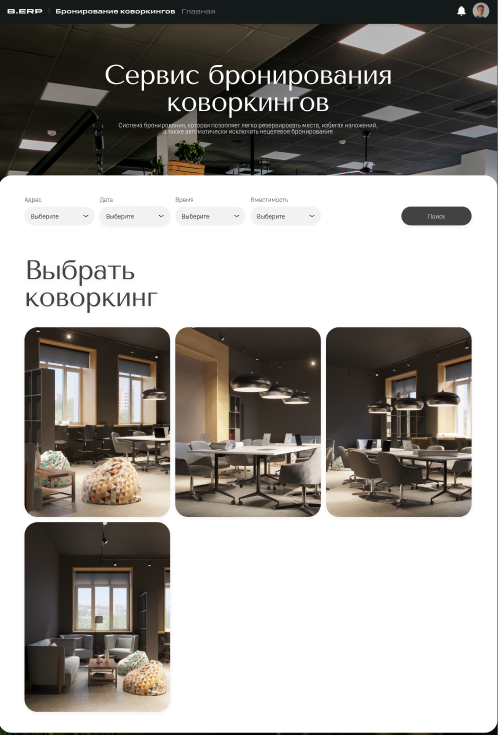 B.ERP Бронирование коворкингов Главная
Сервис бронирования
коворкингов
Система бронирования, которая позволяет легко резервировать места, избегая наложений,
а также автоматически исключать нецелевое бронирование
Адрес Дата Время Вместимость
Выберите Выберите Выберите Выберите Поиск
Выбрать
коворкинг